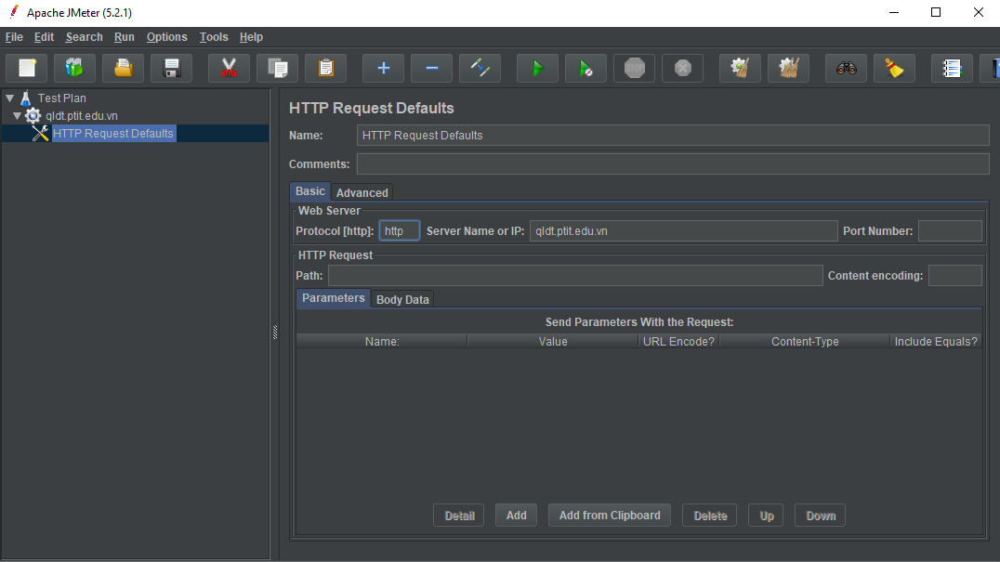 Apache JMeter (5.2.1)
File Edit Search Run Options Tools Help
STOP
Test Plan
qldt.ptit.edu.vn
HTTP Request Defaults
HTTP Request Defaults
Name: HTTP Request Defaults
Comments:
Basic Advanced
Web Server
Protocol [http]: http Server Name or IP: qldt.ptit.edu.vn Port Number:
HTTP Request
Path: Content encoding:
Parameters Body Data
Send Parameters With the Request:
Name: Value URL Encode? Content-Type Include Equals?
Detail Add Add from Clipboard Delete Up Down